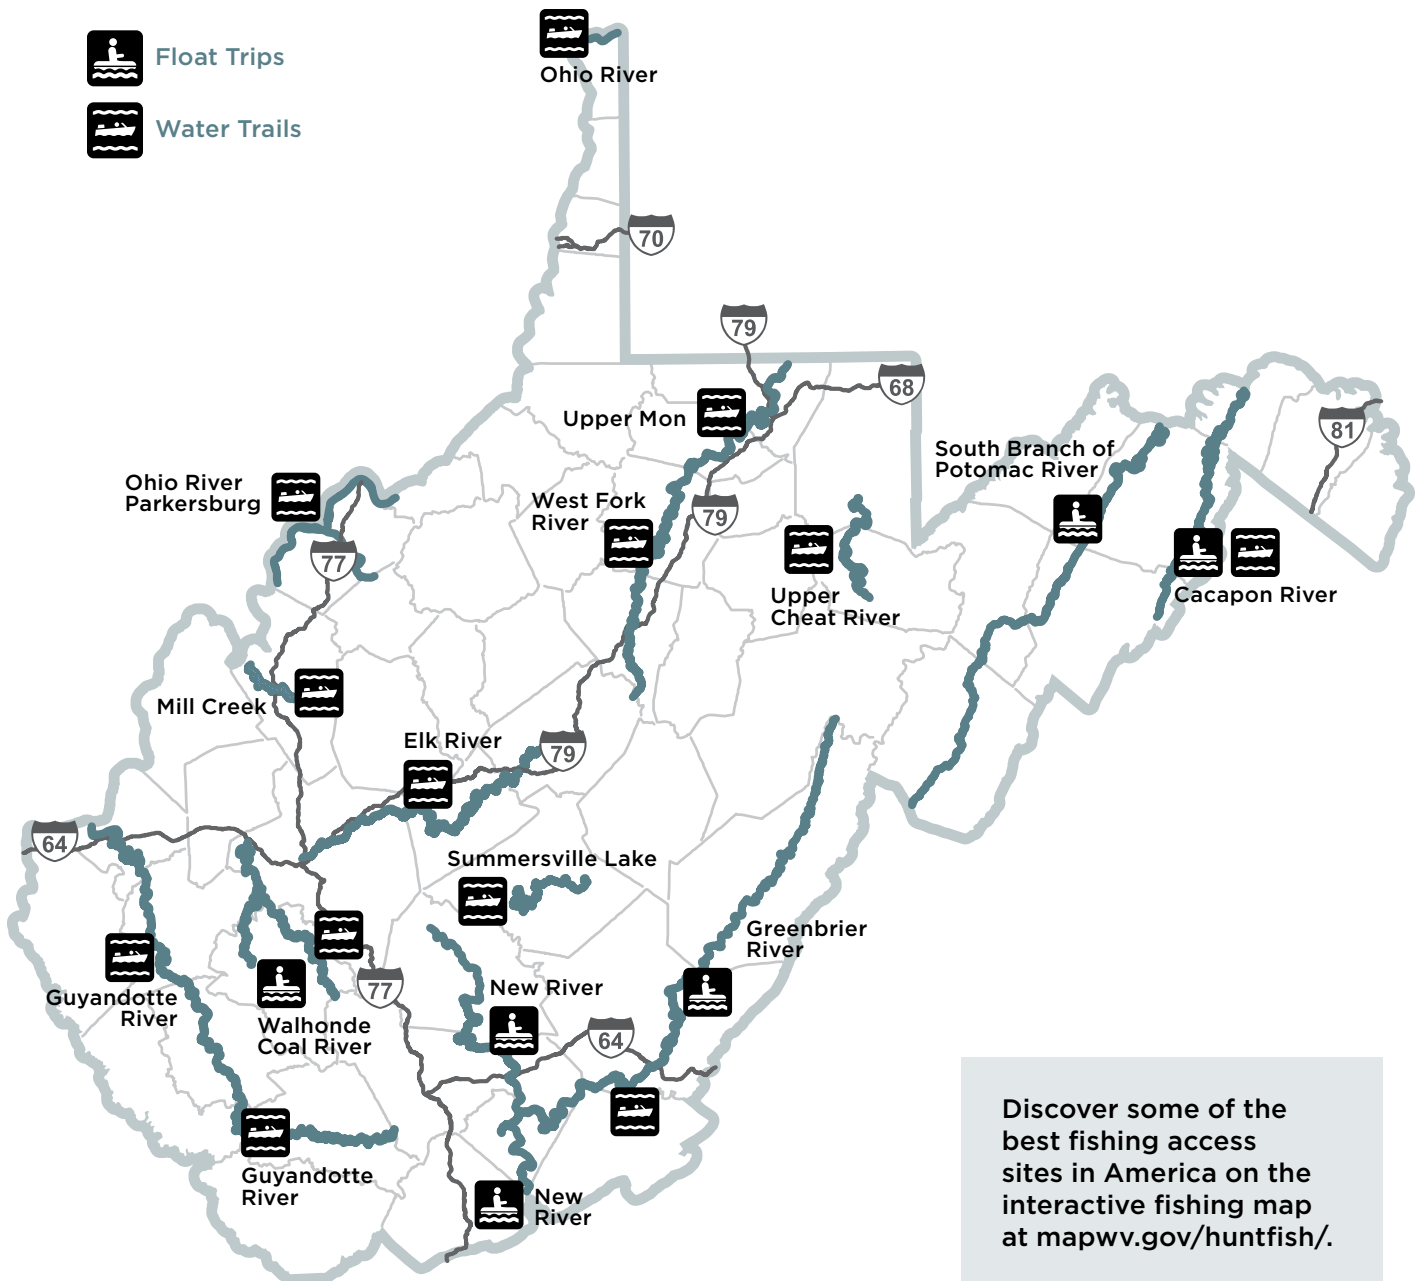 Float Trips
Water Trails
Ohio River
70
79
68
Upper Mon
81
South Branch of
Potomac River
Ohio River
Parkersburg
West Fork
River
79
77
Upper
Cheat River
Cacapon River
Mill Creek
Elk River
79
64
Summersville Lake
Greenbrier
River
77
New River
Guyandotte
River
Walhonde
Coal River
64
Guyandotte
River
New
River
Discover some of the
best fishing access
sites in America on the
interactive fishing map
at mapwv.gov/huntfish/.